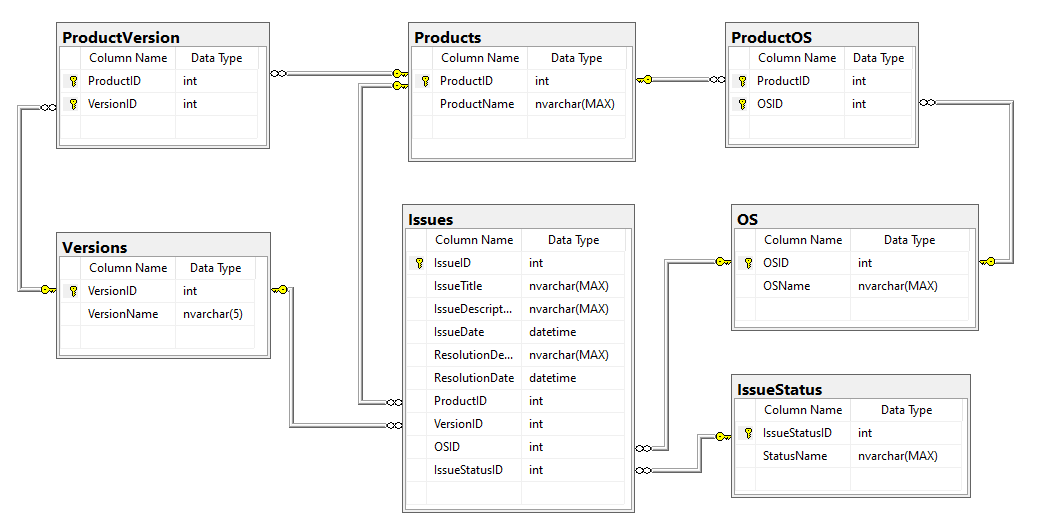 ProductVersion
Column Name Data Type
ProductID int
VersionID int
Products
Column Name Data Type
ProductID int
ProductName nvarchar(MAX)
ProductOS
Column Name Data Type
ProductID int
OSID int
Versions
Column Name Data Type
VersionID int
VersionName nvarchar(5)
Issues
Column Name Data Type
IssueID int
IssueTitle nvarchar(MAX)
IssueDescript... nvarchar(MAX)
IssueDate datetime
ResolutionDe... nvarchar(MAX)
ResolutionDate datetime
ProductID int
VersionID int
OSID int
IssueStatusID int
OS
Column Name Data Type
OSID int
OSName nvarchar(MAX)
IssueStatus
Column Name Data Type
IssueStatusID int
StatusName nvarchar(MAX)